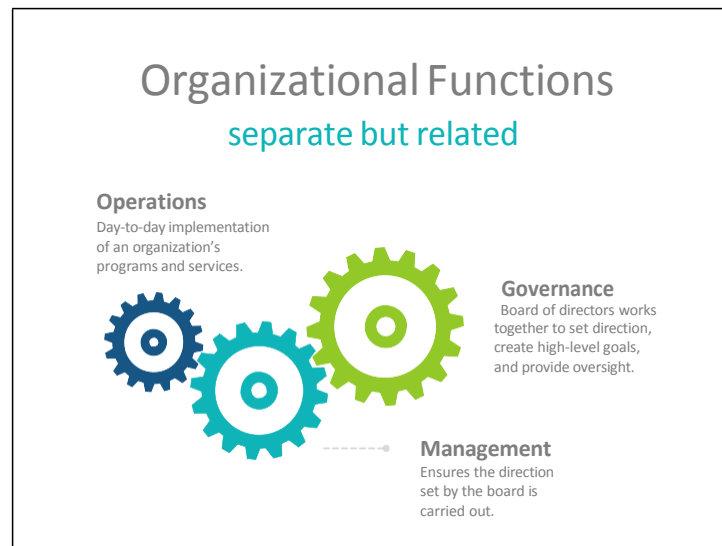 Organizational Functions
separate but related
Operations
Day-to-day implementation
of an organization's
programs and services.
Governance
Board of directors works
together to set direction,
create high-level goals,
and provide oversight.
Management
Ensures the direction
set by the board is
carried out.